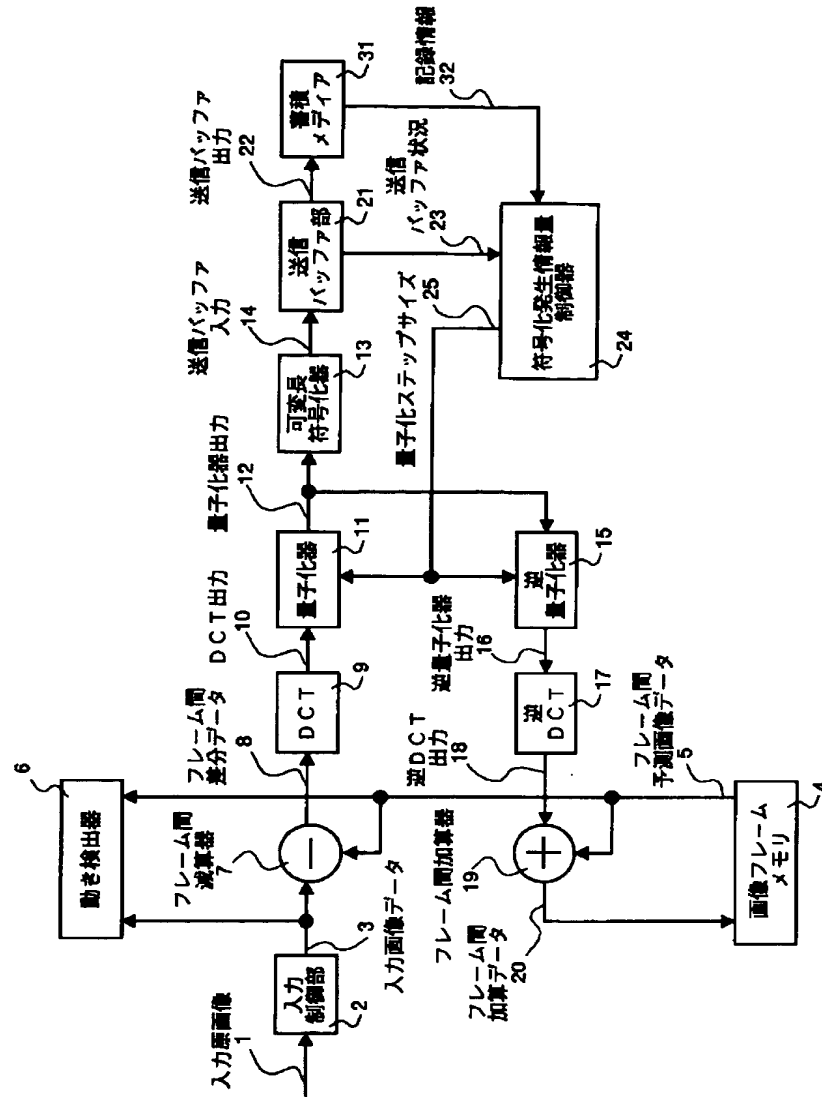 入力原画像
1
入力
制御部
2
3
入力画像データ
動き検出器
6
フレーム間
減算器
7
−
フレーム間
差分データ
8
DCT
9
DCT出力
10
量子化器
11
量子化器出力
12
可変長
符号化器
13
送信バッファ
入力
14
送信
バッファ部
21
送信バッファ
出力
22
蓄積
メディア
31
記録情報
32
送信
バッファ状況
23
符号化発生情報量
制御器
24
量子化ステップサイズ
25
逆
量子化器
15
逆量子化器
出力
16
逆
DCT
17
逆DCT
出力
18
フレーム間加算器
19
+
フレーム間
加算データ
20
フレーム間
予測画像データ
5
画像フレーム
メモリ
4